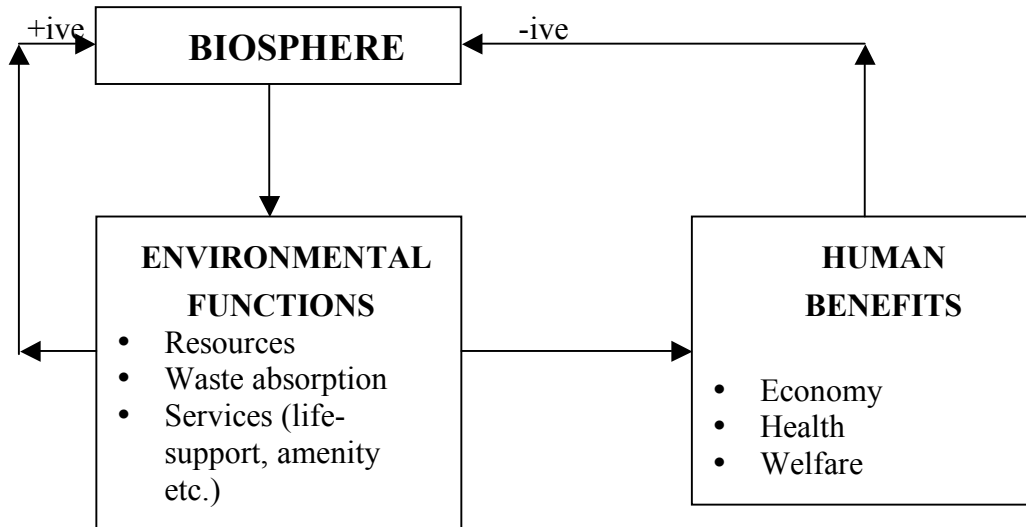 +ive
BIOSPHERE
-ive
ENVIRONMENTAL
FUNCTIONS
• Resources
• Waste absorption
• Services (life-
support, amenity
etc.)
HUMAN
BENEFITS
• Economy
• Health
• Welfare